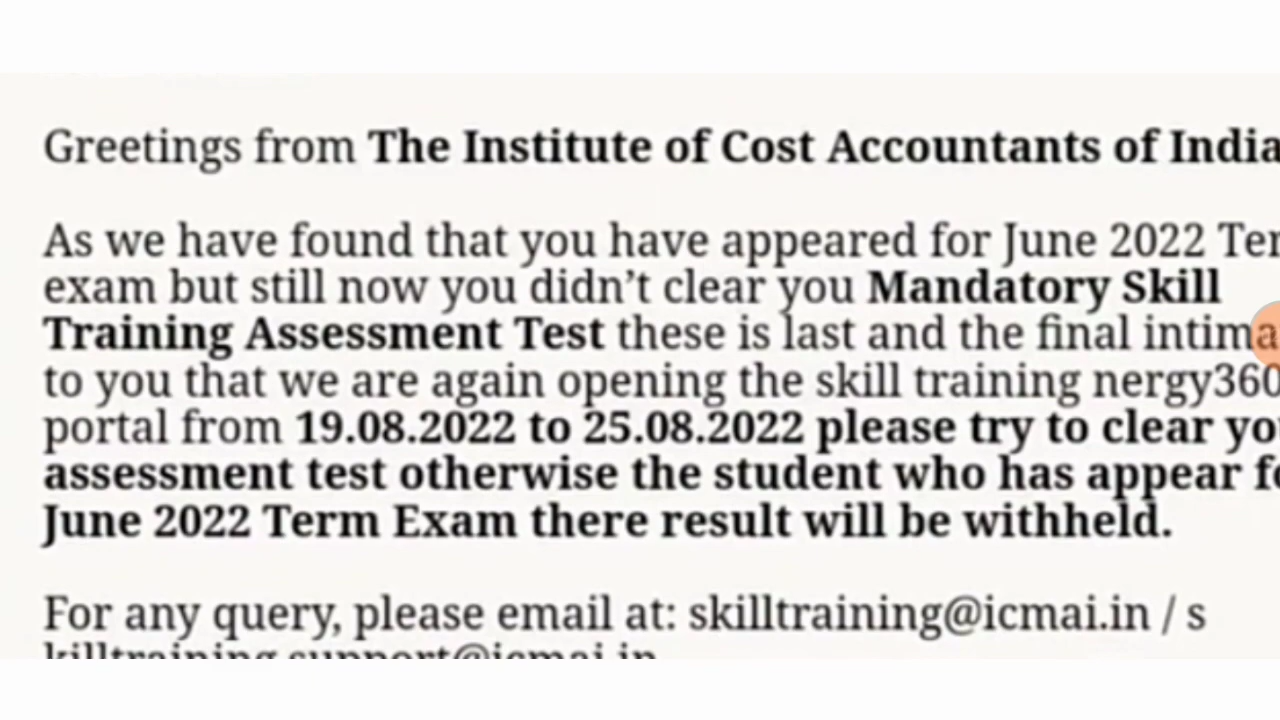 Greetings from The Institute of Cost Accountants of India
As we have found that you have appeared for June 2022
exam but still now you didn't clear you Mandatory Skill
Training Assessment Test these is last and the final
to you that we are again opening the skill training nergy360
portal from 19.08.2022 to 25.08.2022 please try to clear
assessment test otherwise the student who has appear
June 2022 Term Exam there result will be withheld.
For any query, please email at: skilltraining@icmai.in / s
killtraining.support@icmai.in